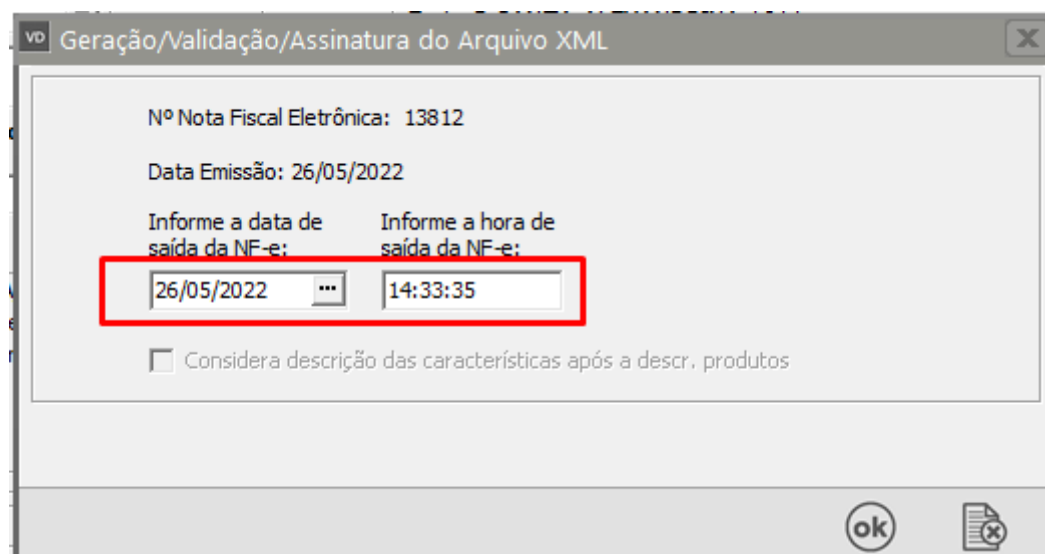 VD Geração/Validação/Assinatura do Arquivo XML
Nº Nota Fiscal Eletrônica: 13812
Data Emissão: 26/05/2022
Informe a data de saída da NF-e:
Informe a hora de saída da NF-e:
26/05/2022 ... 14:33:35
Considera descrição das características após a descr. produtos
ok